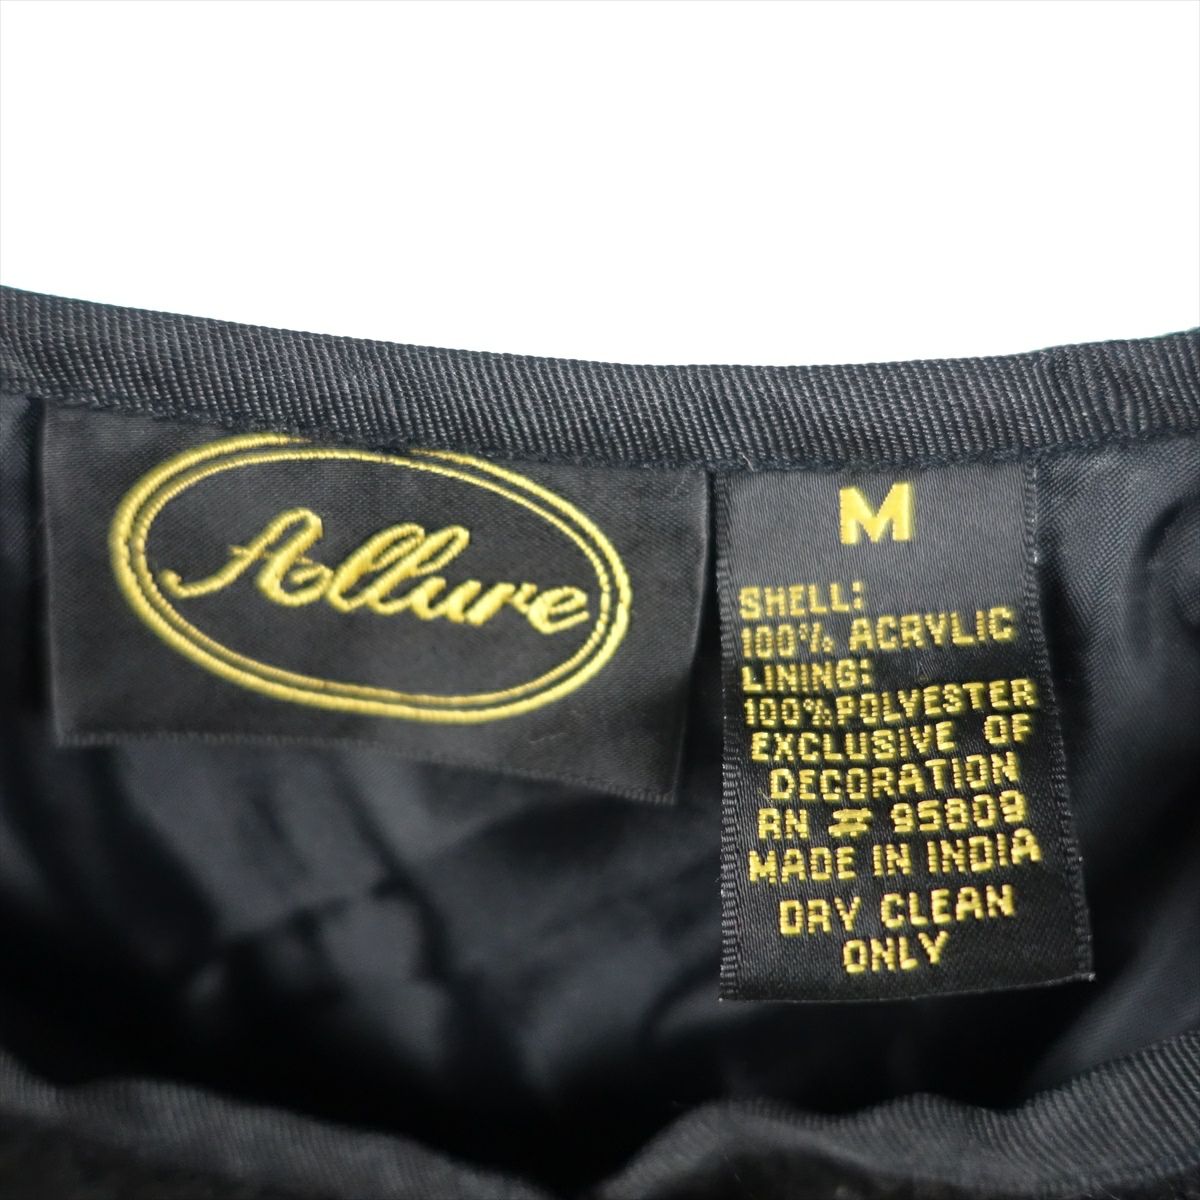 Allure
M
SHELL:
100% ACRYLIC
LINING:
100% POLYESTER
EXCLUSIVE OF
DECORATION
RN # 95809
MADE IN INDIA
DRY CLEAN
ONLY